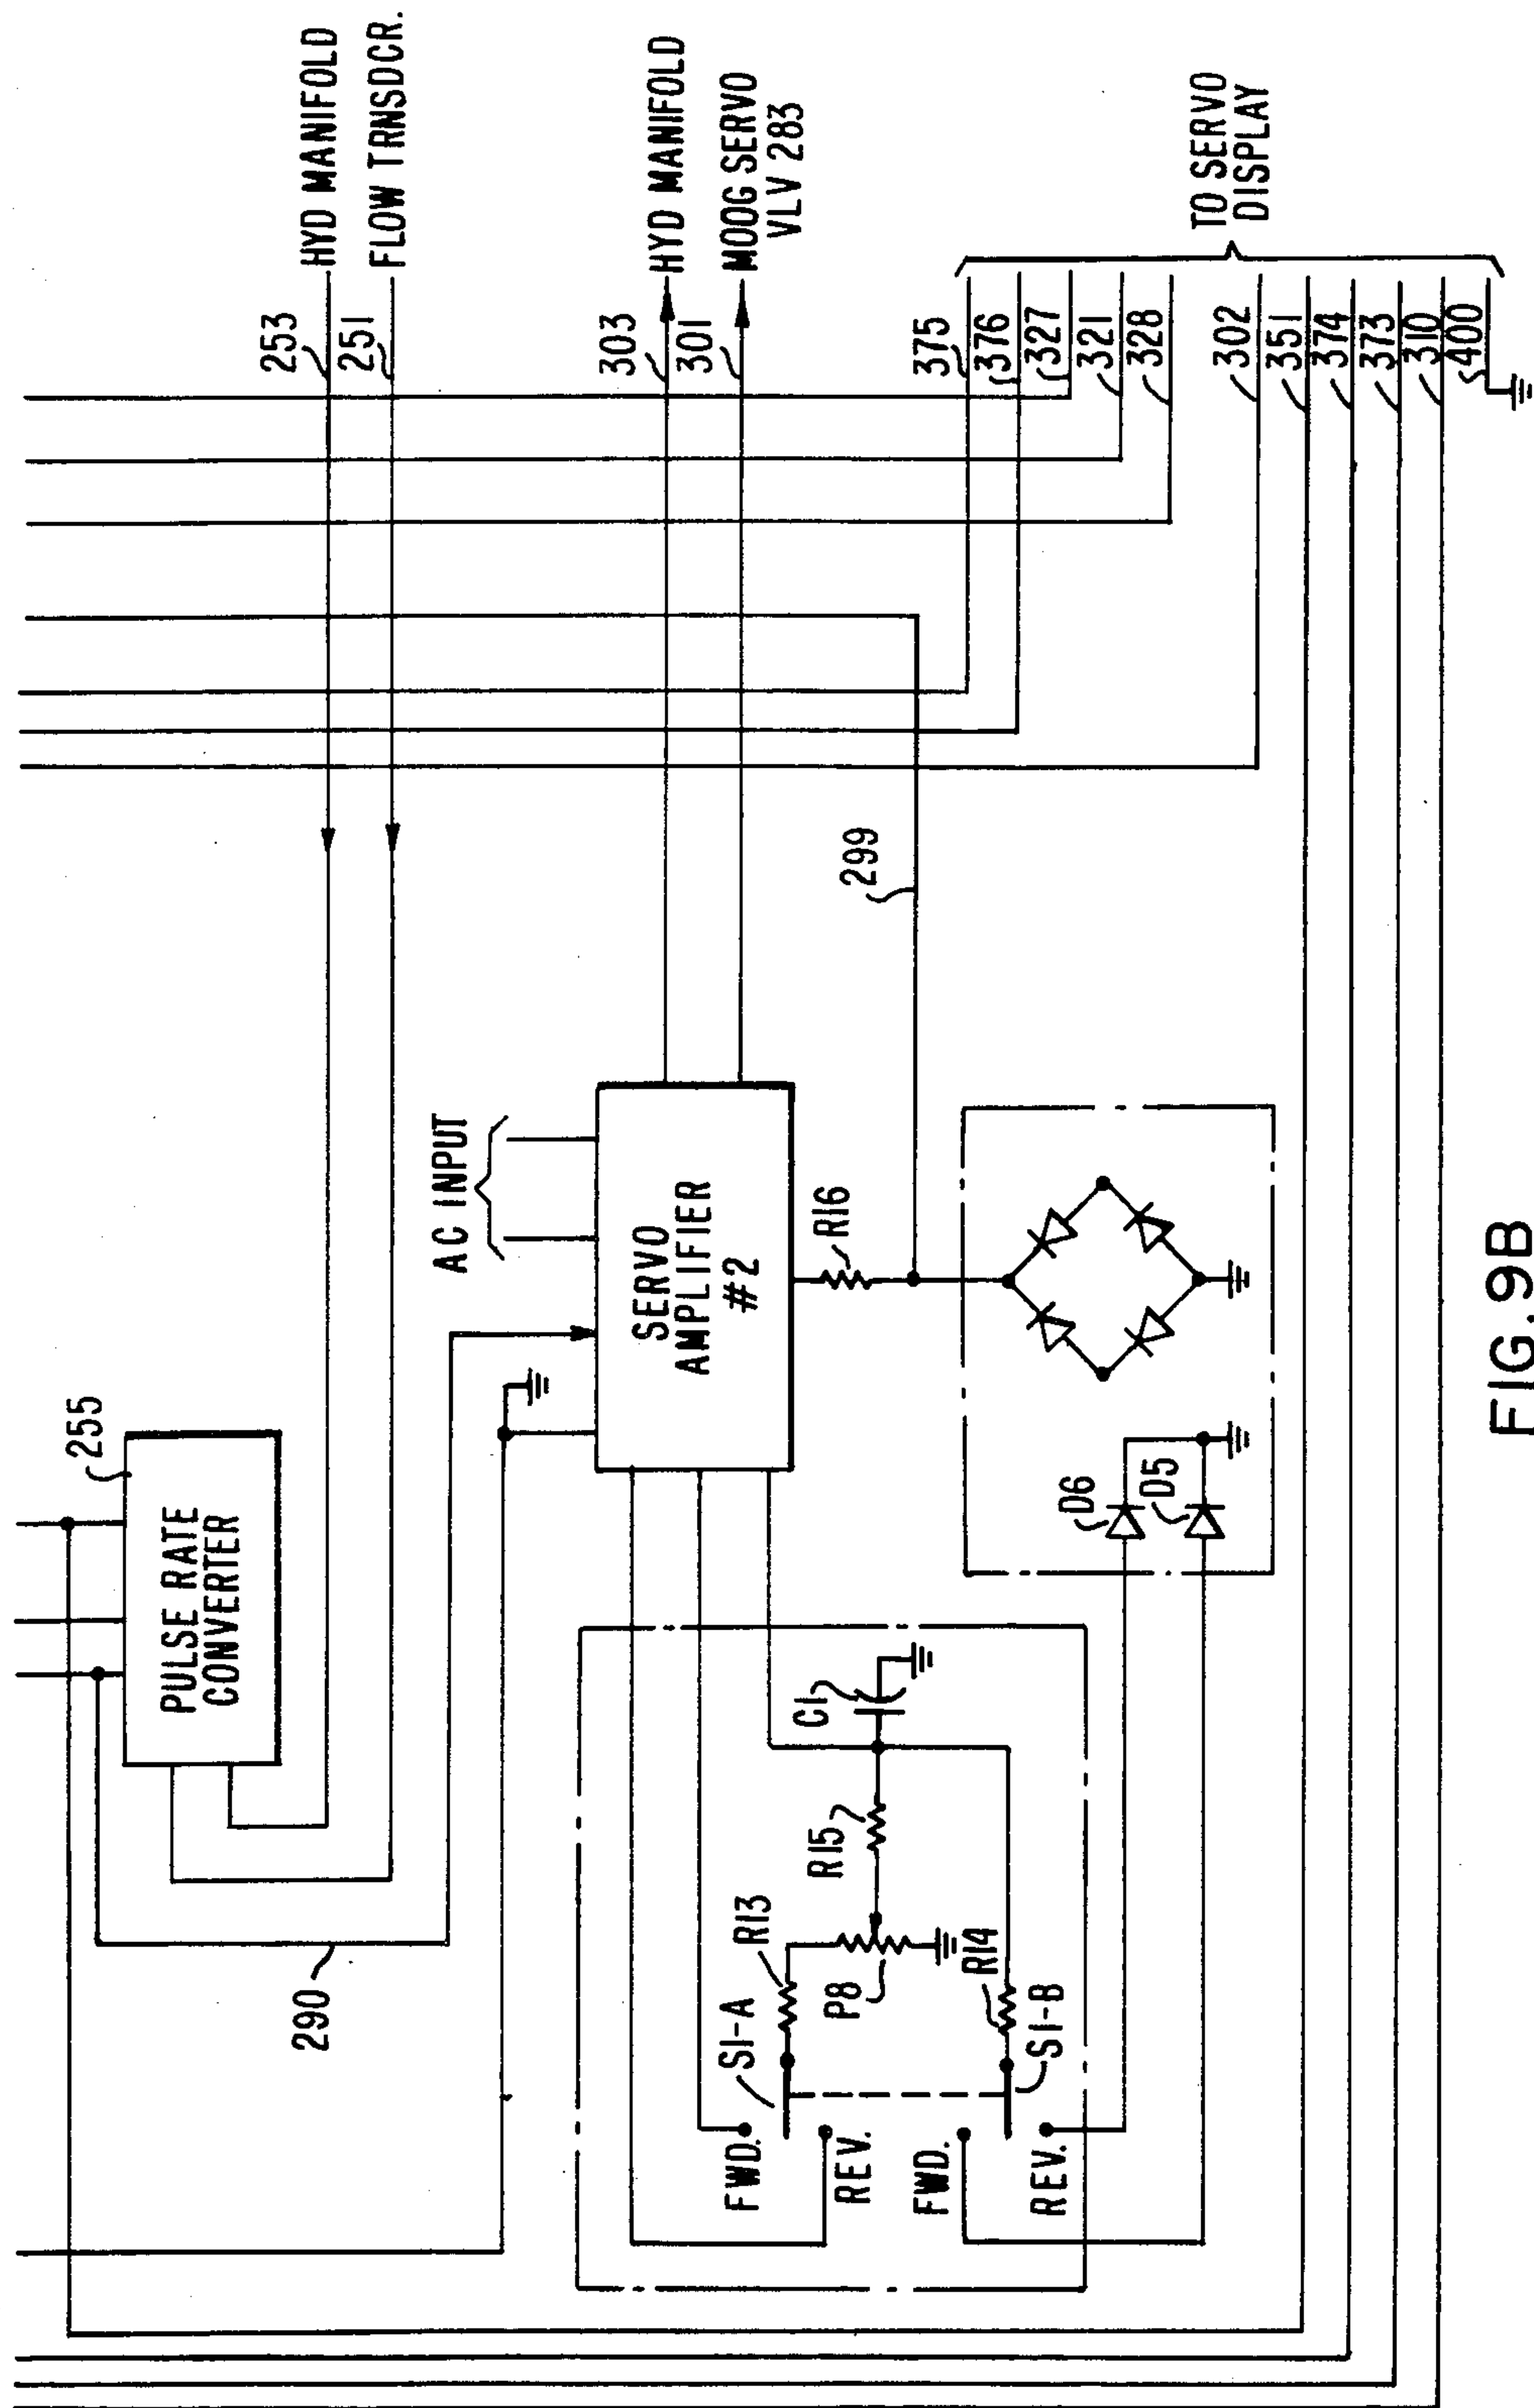 HYD MANIFOLD
253
FLOW TRNSDCR.
251
255
PULSE RATE
CONVERTER
290
AC INPUT
HYD MANIFOLD
303
MOOG SERVO
VLV 283
301
SERVO
AMPLIFIER
#2
R16
299
S1-A
R13
FWD.
REV.
P8
R15
C1
R14
S1-B
FWD.
REV.
D6
D5
375
376
327
321
328
302
351
374
373
310
400
TO SERVO
DISPLAY
FIG. 9B